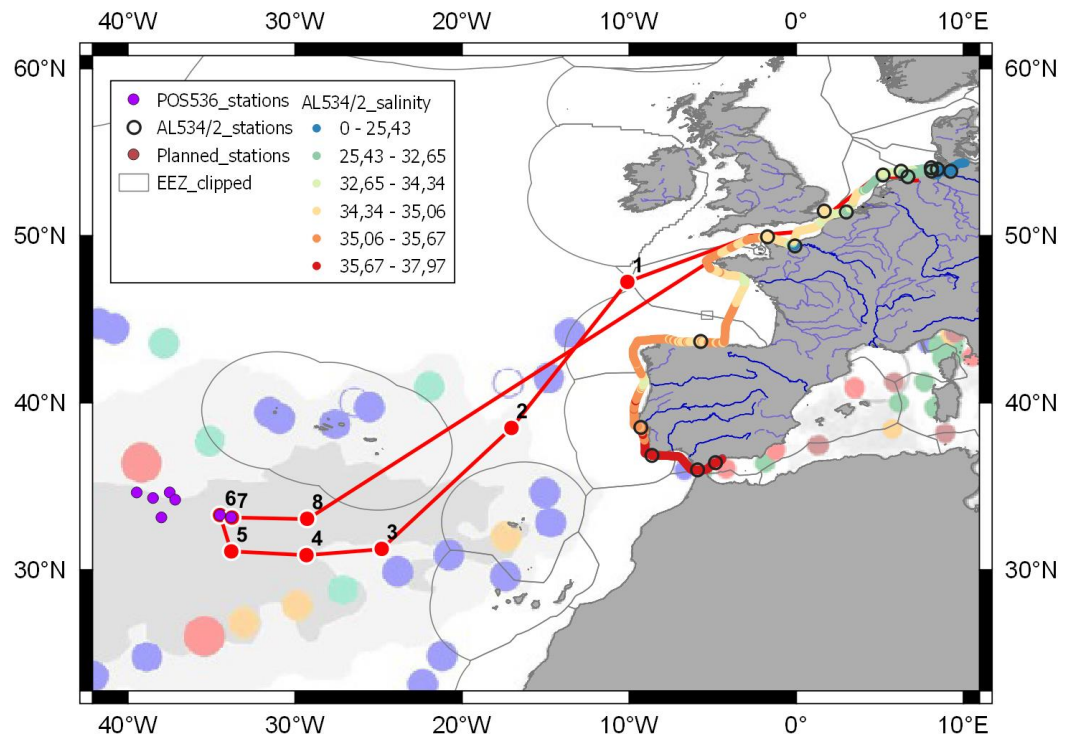 40°W 30°W 20°W 10°W 0° 10°E
60°N 60°N
POS536_stations AL534/2_salinity
AL534/2_stations 0 - 25,43
Planned_stations 25,43 - 32,65
EEZ_clipped 32,65 - 34,34
34,34 - 35,06
35,06 - 35,67
35,67 - 37,97
50°N 50°N
1
40°N 40°N
2
67 8
5 4 3
30°N 30°N
40°W 30°W 20°W 10°W 0° 10°E